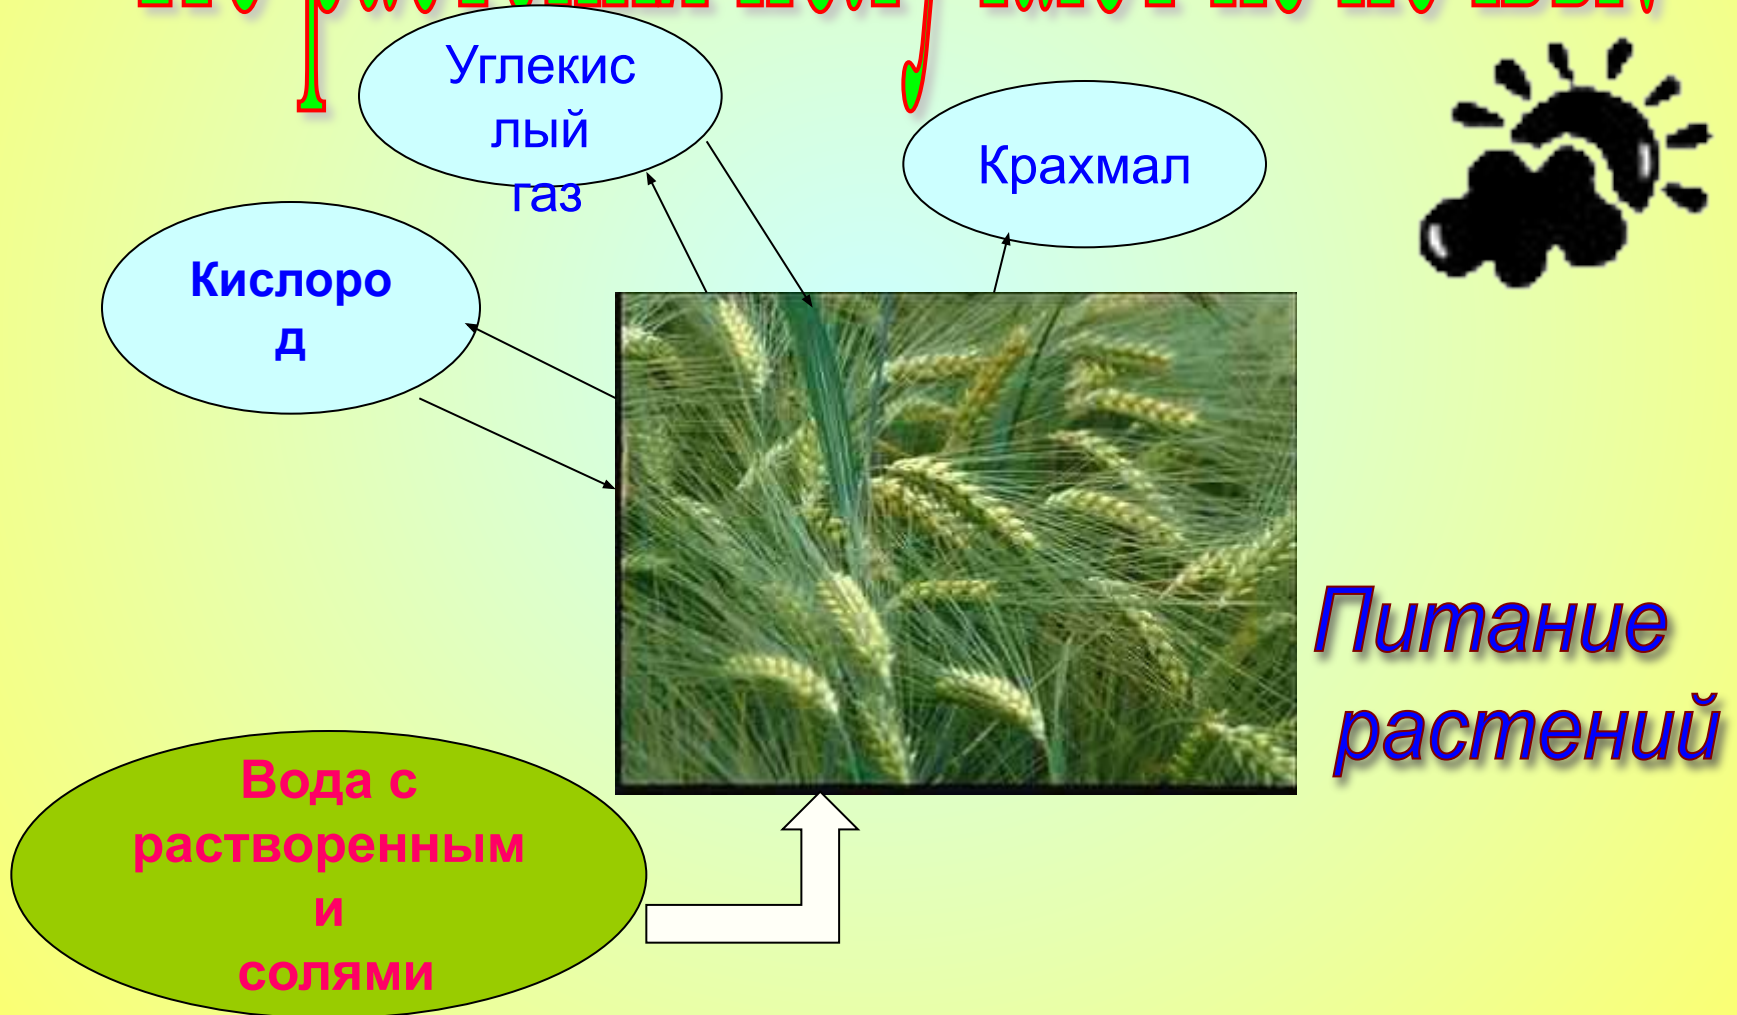 Углекис
лый
газ
Крахмал
Кислоро
д
Питание
растений
Вода с
растворенным
и
солями